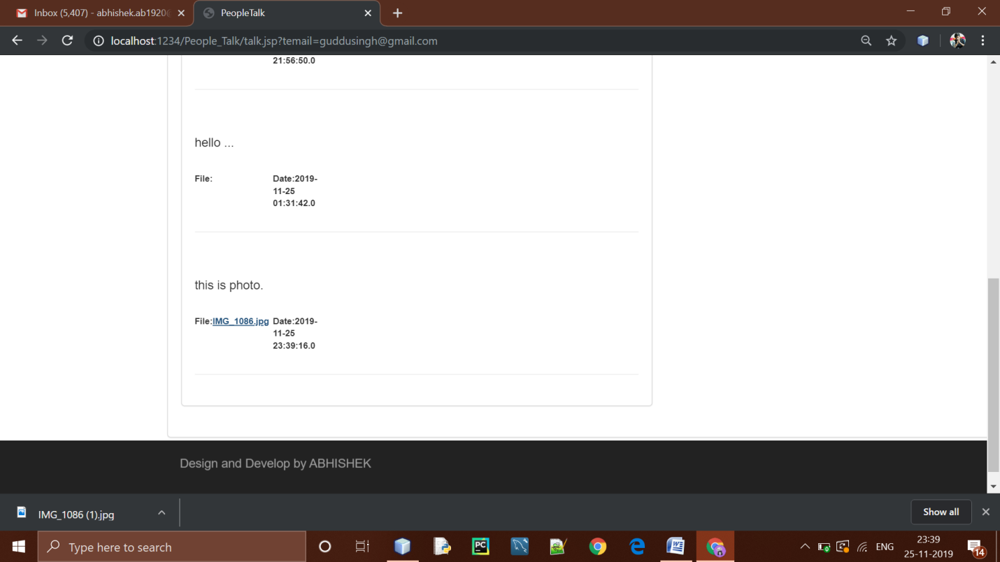 Inbox (5,407) - abhishek.ab1920
PeopleTalk
localhost:1234/People_Talk/talk.jsp?temail=guddusingh@gmail.com
21:56:50.0
hello ...
File: Date:2019-
11-25
01:31:42.0
this is photo.
File:IMG_1086.jpg Date:2019-
11-25
23:39:16.0
Design and Develop by ABHISHEK
IMG_1086 (1).jpg
Show all
Type here to search
PC
ENG
23:39
25-11-2019
14